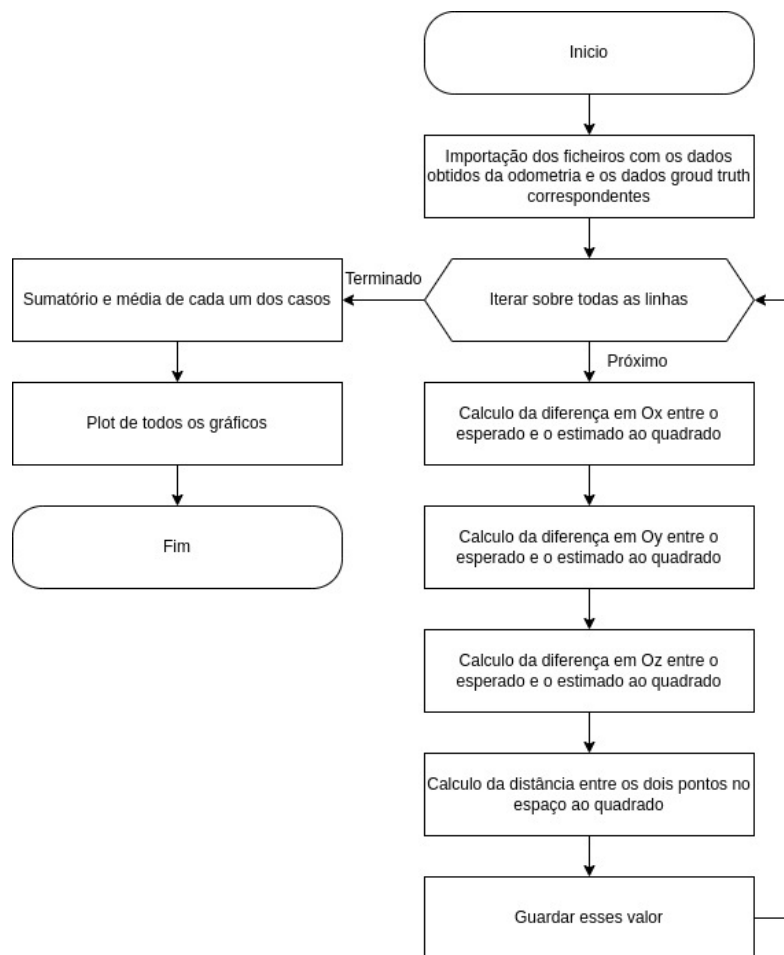 Inicio
Importação dos ficheiros com os dados
obtidos da odometria e os dados groud truth
correspondentes
Iterar sobre todas as linhas
Terminado
Sumatório e média de cada um dos casos
Plot de todos os gráficos
Fim
Próximo
Calculo da diferença em Ox entre o
esperado e o estimado ao quadrado
Calculo da diferença em Oy entre o
esperado e o estimado ao quadrado
Calculo da diferença em Oz entre o
esperado e o estimado ao quadrado
Calculo da distância entre os dois pontos no
espaço ao quadrado
Guardar esses valor